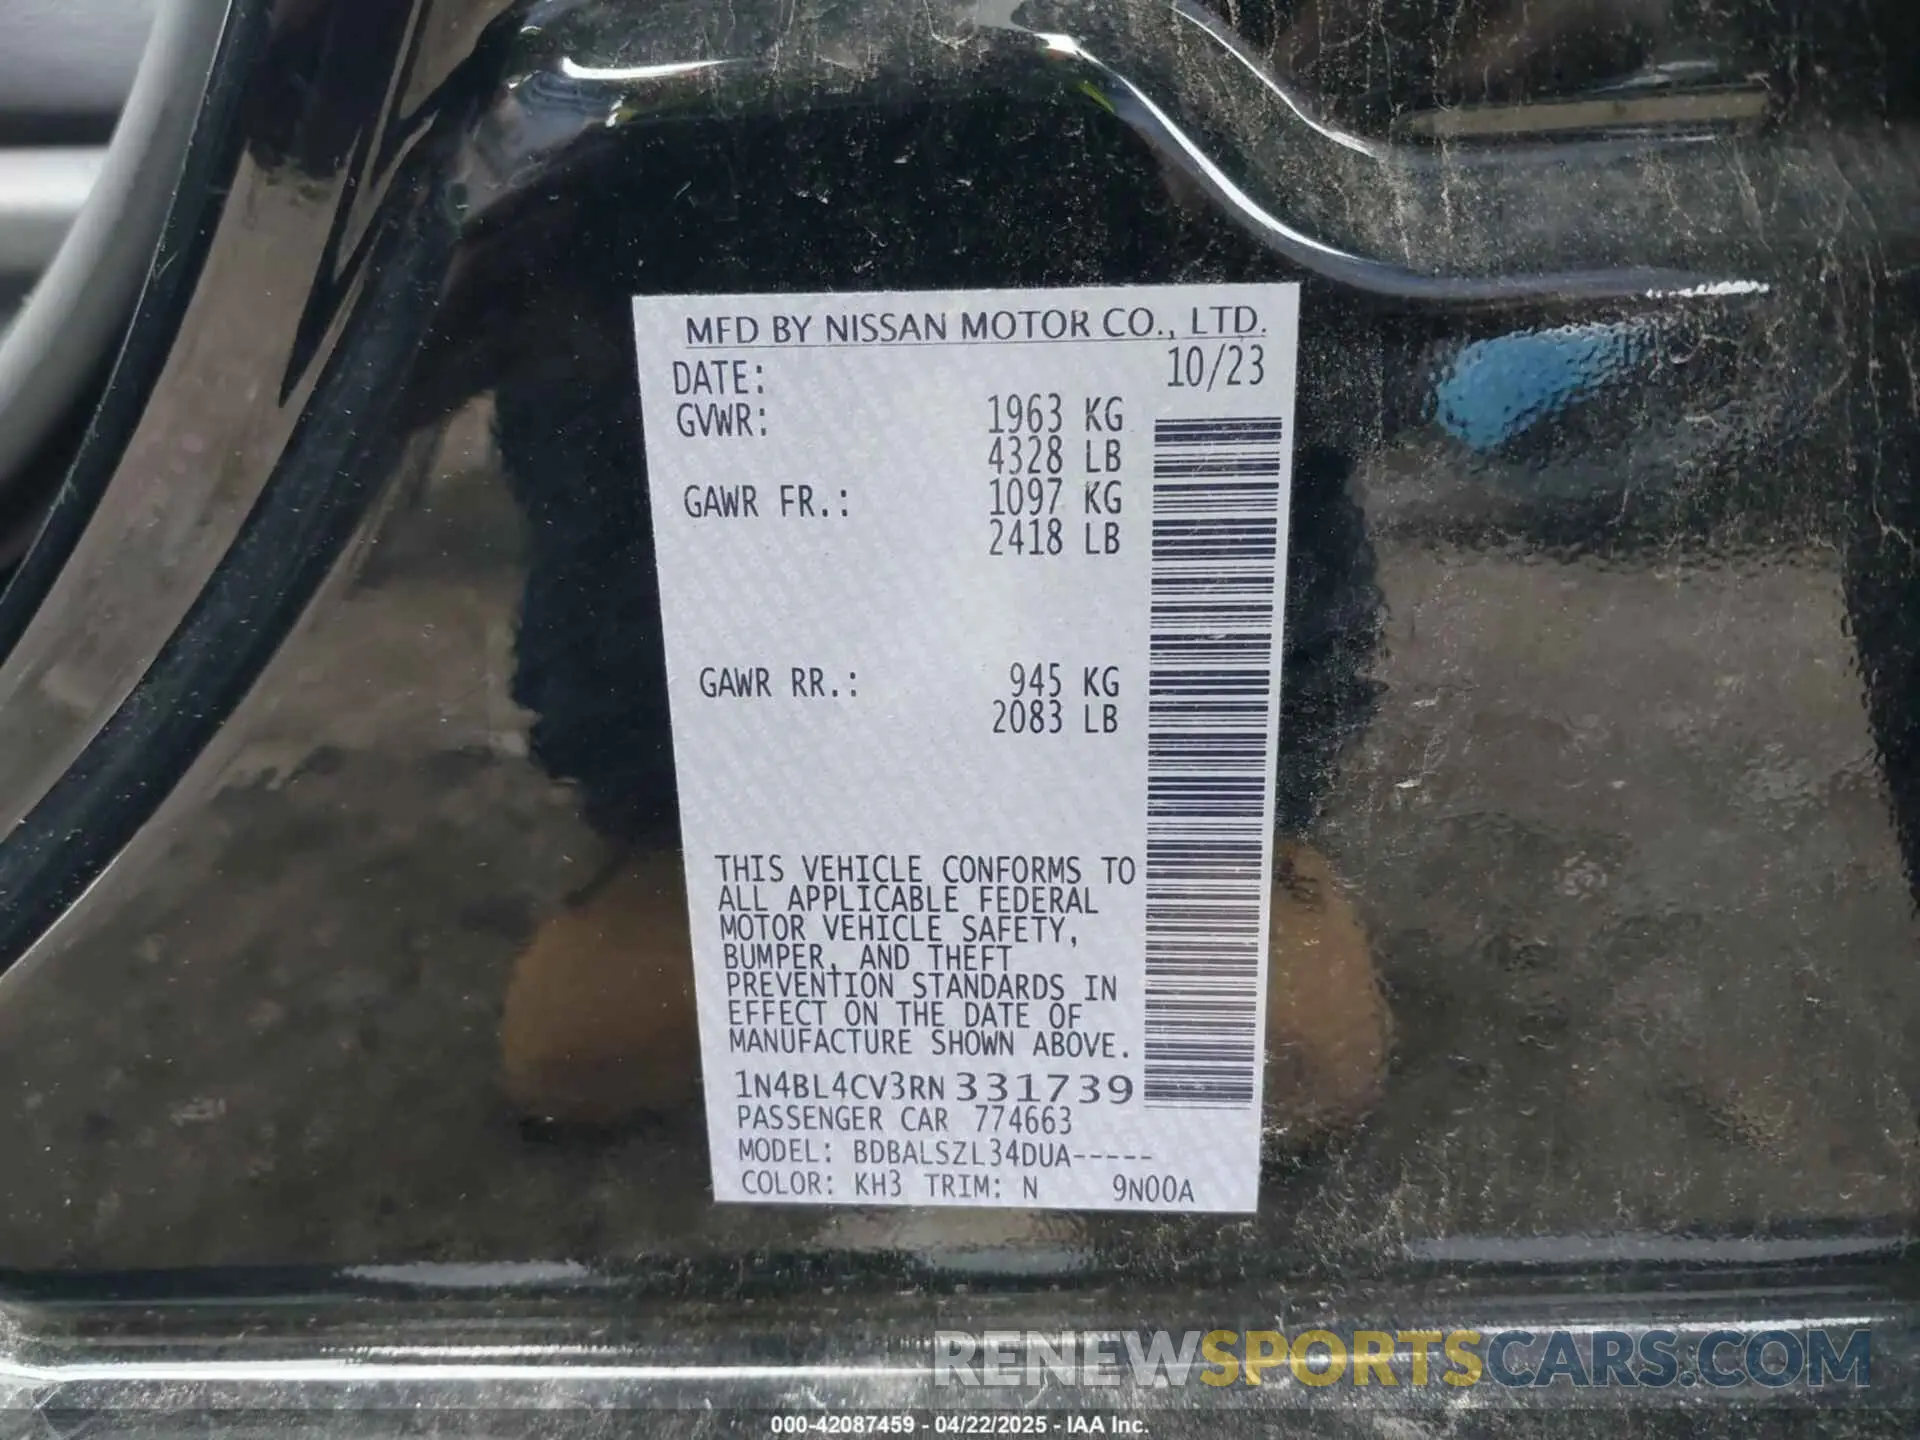 MFD BY NISSAN MOTOR CO., LTD.
DATE: 10/23
GVWR: 1963 KG
4328 LB
GAWR FR.: 1097 KG
2418 LB
GAWR RR.: 945 KG
2083 LB
THIS VEHICLE CONFORMS TO
ALL APPLICABLE FEDERAL
MOTOR VEHICLE SAFETY,
BUMPER, AND THEFT
PREVENTION STANDARDS IN
EFFECT ON THE DATE OF
MANUFACTURE SHOWN ABOVE.
1N4BL4CV3RN331739
PASSENGER CAR 774663
MODEL: BDBALSZL34DUA-----
COLOR: KH3 TRIM: N 9N00A
RENEWSPORTSCARS.COM
000-42087459 - 04/22/2025 - IAA Inc.